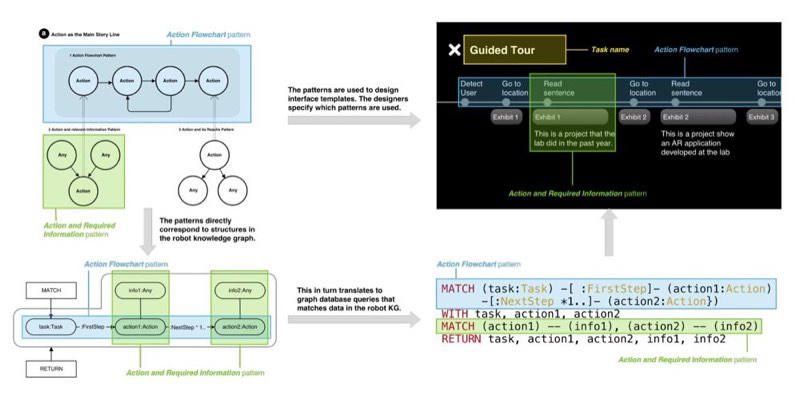 a Action as the Main Story Line
Action Flowchart pattern
1 Action Flowchart Pattern
Action
Action
Action
Action
2 Action and relevant Information Pattern
3 Action and its Results Pattern
Any
Any
Action
Action
Any
Any
Action and Required
Information pattern
The patterns are used to design
interface templates. The designers
specify which patterns are used.
Guided Tour
Task name
Action Flowchart pattern
Detect
User
Go to
location
Read
sentence
Go to
location
Read
sentence
Go to
location
Exhibit 1
Exhibit 1
Exhibit 2
Exhibit 2
Exhibit 3
This is a project that the
lab did in the past year.
This is a project show
an AR application
developed at the lab
Action and Required Information pattern
The patterns directly
correspond to structures in
the robot knowledge graph.
Action Flowchart pattern
MATCH
info1:Any
info2:Any
task:Task
:FirstStep
action1:Action
:NextStep * 1..
action2:Action
RETURN
Action and Required Information pattern
This in turn translates to
graph database queries that
matches data in the robot KG.
Action Flowchart pattern
MATCH (task:Task) -[ :FirstStep]- (action1:Action)
-[:NextStep *1..]- (action2:Action})
WITH task, action1, action2
MATCH (action1) -- (info1), (action2) -- (info2)
RETURN task, action1, action2, info1, info2
Action and Required Information pattern